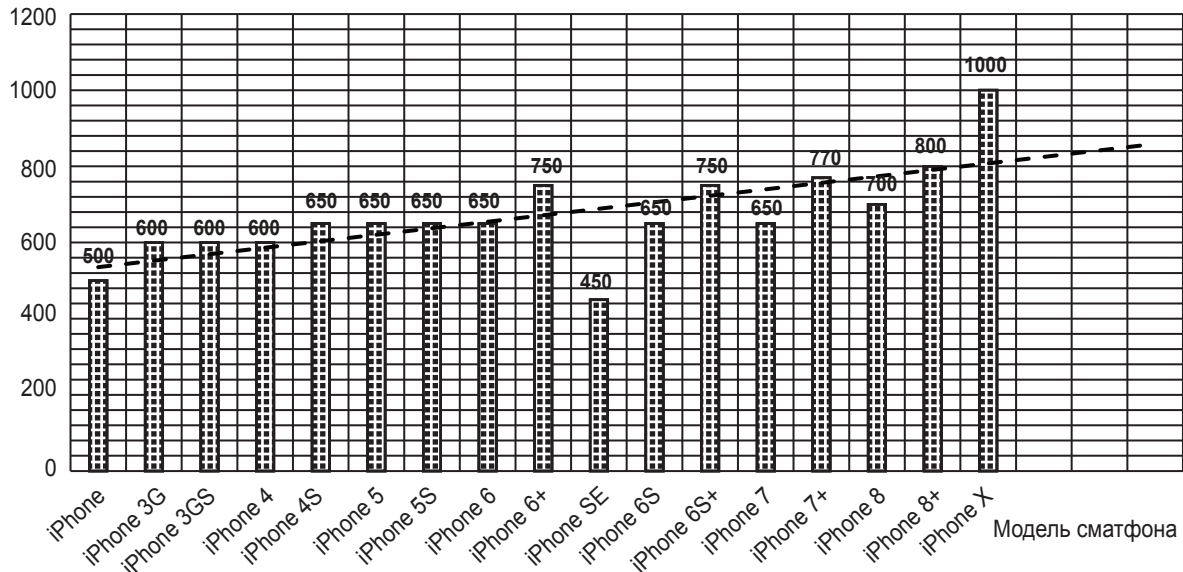 1200
1000
800
600
400
200
0
500
600
600
600
650
650
650
650
750
450
650
750
650
770
700
800
1000
iPhone
iPhone 3G
iPhone 3GS
iPhone 4
iPhone 4S
iPhone 5
iPhone 5S
iPhone 6
iPhone 6+
iPhone SE
iPhone 6S
iPhone 6S+
iPhone 7
iPhone 7+
iPhone 8
iPhone 8+
iPhone X
Модель сматфона